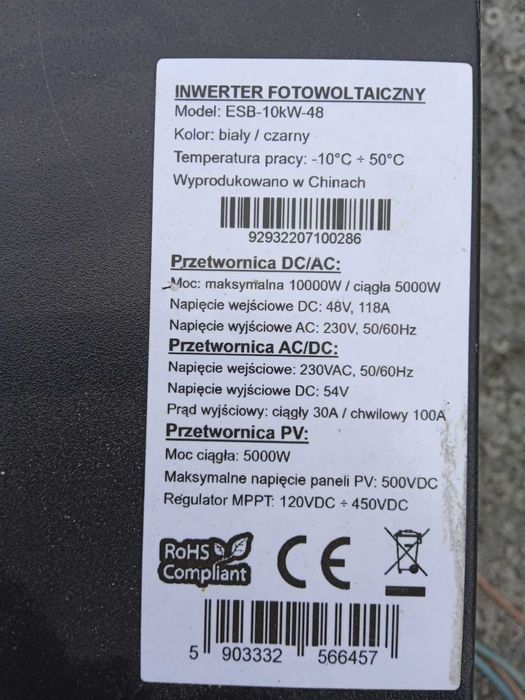 INWERTER FOTOWOLTAICZNY
Model: ESB-10kW-48
Kolor: biały / czarny
Temperatura pracy: -10°C ÷ 50°C
Wyprodukowano w Chinach
92932207100286
Przetwornica DC/AC:
Moc: maksymalna 10000W / ciągła 5000W
Napięcie wejściowe DC: 48V, 118A
Napięcie wyjściowe AC: 230V, 50/60Hz
Przetwornica AC/DC:
Napięcie wejsciowe: 230VAC, 50/60Hz
Napięcie wyjściowe DC: 54V
Prąd wyjściowy: ciągły 30A / chwilowy 100A
Przetwornica PV:
Moc ciągła: 5000W
Maksymalne napięcie paneli PV: 500VDC
Regulator MPPT: 120VDC ÷ 450VDC
RoHS
Compliant
CE
5 903332 566457